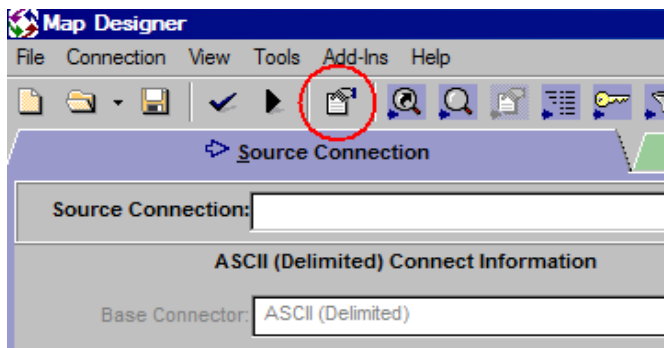 Map Designer
File Connection View Tools Add-Ins Help
Source Connection
Source Connection:
ASCII (Delimited) Connect Information
Base Connector: ASCII (Delimited)